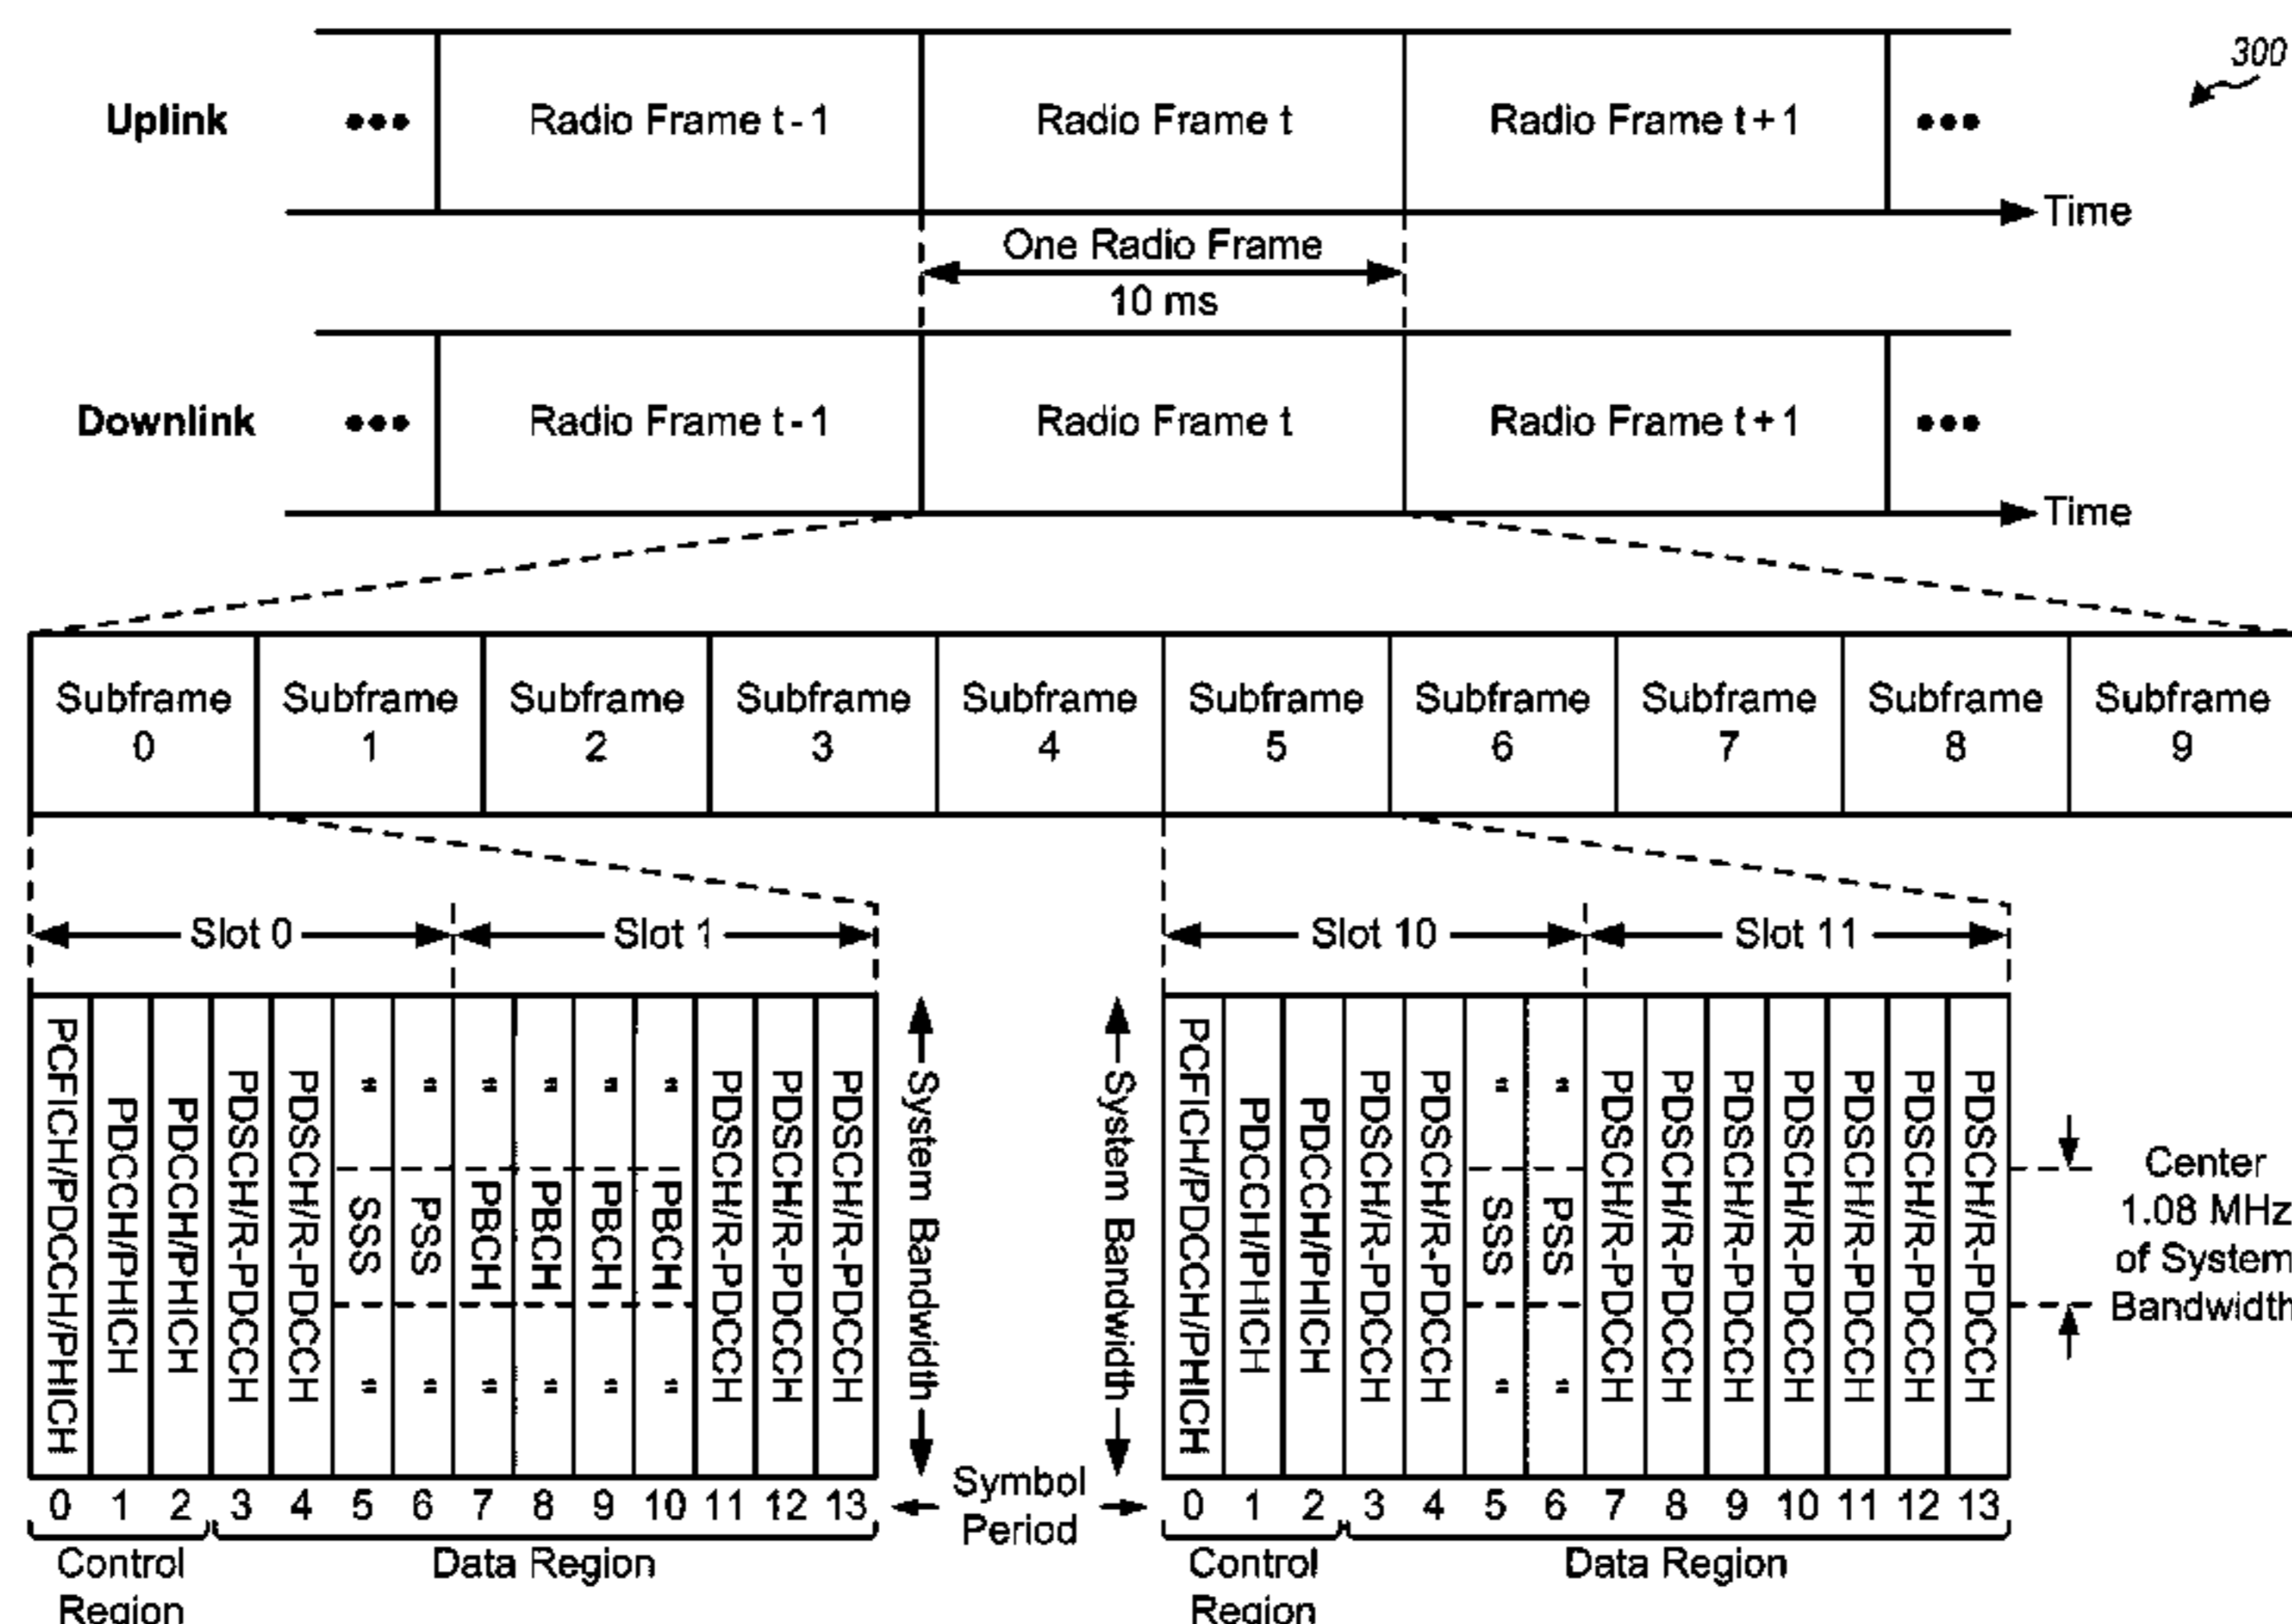 300
Uplink ••• Radio Frame t - 1 Radio Frame t Radio Frame t + 1 •••
Time
One Radio Frame
10 ms
Downlink ••• Radio Frame t - 1 Radio Frame t Radio Frame t + 1 •••
Time
Subframe 0
Subframe 1
Subframe 2
Subframe 3
Subframe 4
Subframe 5
Subframe 6
Subframe 7
Subframe 8
Subframe 9
Slot 0 Slot 1
PCFICH/PDCCH/PHICH
PDCCH/PHICH
PDCCH/PHICH
PDSCH/R-PDCCH
PDSCH/R-PDCCH
" SSS "
" PSS "
" PBCH "
" PBCH "
" PBCH "
" PBCH "
PDSCH/R-PDCCH
PDSCH/R-PDCCH
PDSCH/R-PDCCH
System Bandwidth
0 1 2 3 4 5 6 7 8 9 10 11 12 13
Control
Region
Data Region
Symbol
Period
Slot 10 Slot 11
System Bandwidth
PCFICH/PDCCH/PHICH
PDCCH/PHICH
PDCCH/PHICH
PDSCH/R-PDCCH
PDSCH/R-PDCCH
" SSS "
" PSS "
PDSCH/R-PDCCH
PDSCH/R-PDCCH
PDSCH/R-PDCCH
PDSCH/R-PDCCH
PDSCH/R-PDCCH
PDSCH/R-PDCCH
PDSCH/R-PDCCH
0 1 2 3 4 5 6 7 8 9 10 11 12 13
Control
Region
Data Region
Center
1.08 MHz
of System
Bandwidth